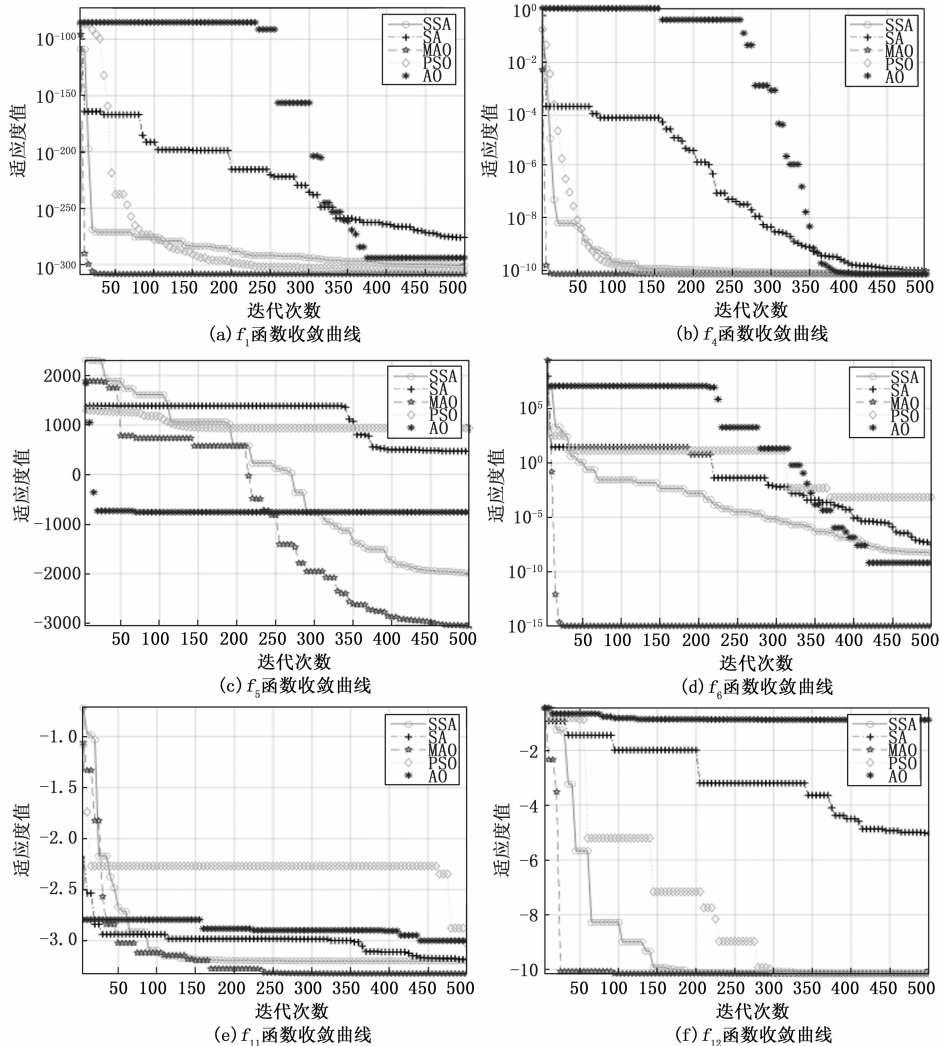 10⁻¹⁰⁰
10⁻¹⁵⁰
10⁻²⁰⁰
10⁻²⁵⁰
10⁻³⁰⁰
适应度值
SSA
SA
MAO
PSO
AO
50 100 150 200 250 300 350 400 450 500
迭代次数
(a) f₁函数收敛曲线
10⁰
10⁻²
10⁻⁴
10⁻⁶
10⁻⁸
10⁻¹⁰
适应度值
SSA
SA
MAO
PSO
AO
50 100 150 200 250 300 350 400 450 500
迭代次数
(b) f₄函数收敛曲线
2000
1000
0
-1000
-2000
-3000
适应度值
SSA
SA
MAO
PSO
AO
50 100 150 200 250 300 350 400 450 500
迭代次数
(c) f₅函数收敛曲线
10⁵
10⁰
10⁻⁵
10⁻¹⁰
10⁻¹⁵
适应度值
SSA
SA
MAO
PSO
AO
50 100 150 200 250 300 350 400 450 500
迭代次数
(d) f₆函数收敛曲线
-1.0
-1.5
-2.0
-2.5
-3.0
适应度值
SSA
SA
MAO
PSO
AO
50 100 150 200 250 300 350 400 450 500
迭代次数
(e) f₁₁函数收敛曲线
-2
-4
-6
-8
-10
适应度值
SSA
SA
MAO
PSO
AO
50 100 150 200 250 300 350 400 450 500
迭代次数
(f) f₁₂函数收敛曲线